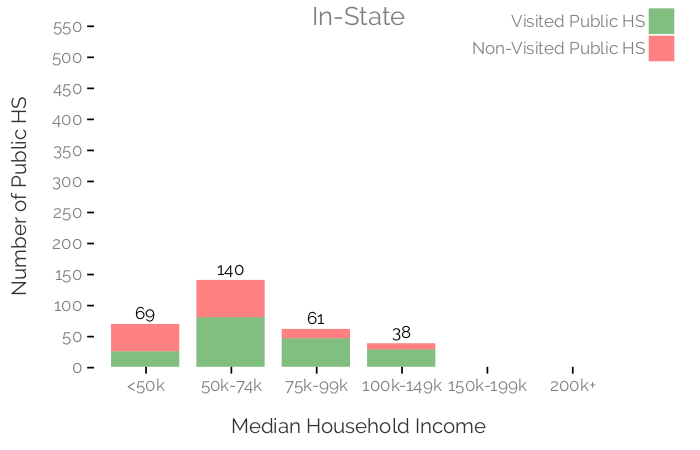 In-State
Visited Public HS
Non-Visited Public HS
Number of Public HS
550
500
450
400
350
300
250
200
150
100
50
0
69
140
61
38
<50k
50k-74k
75k-99k
100k-149k
150k-199k
200k+
Median Household Income